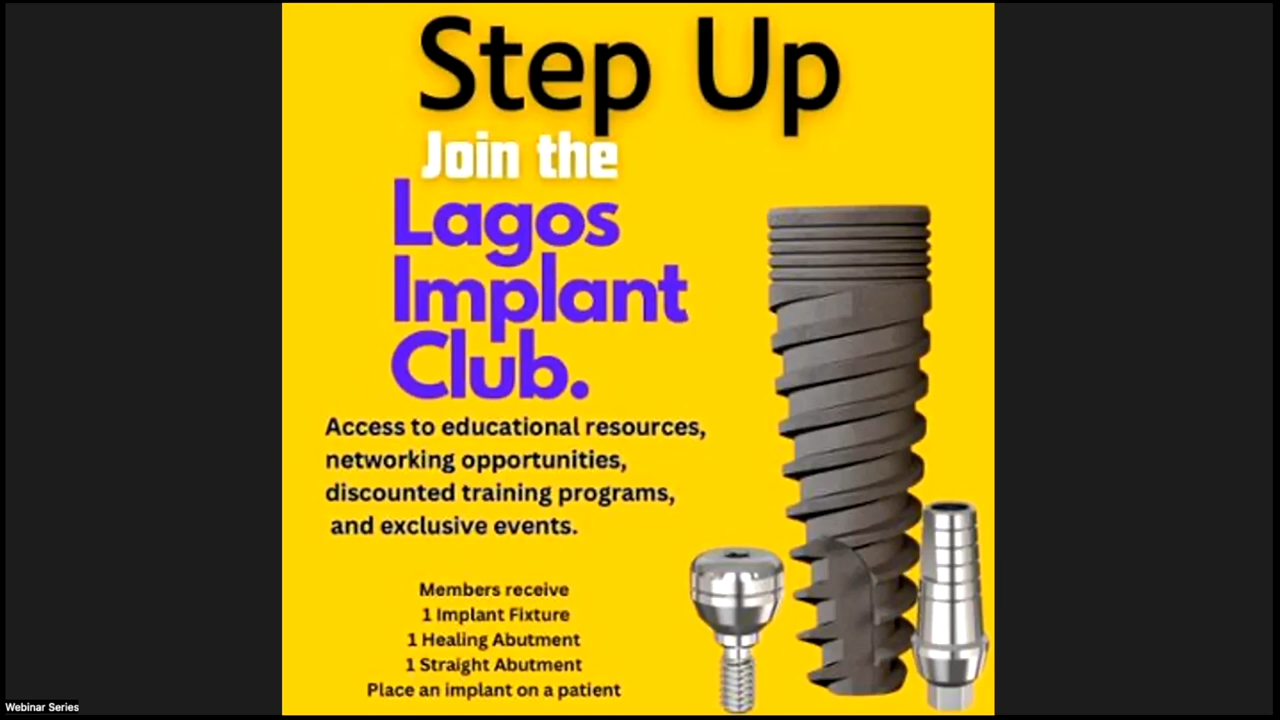 Step Up
Join the
Lagos
Implant
Club.
Access to educational resources,
networking opportunities,
discounted training programs,
and exclusive events.
Members receive
1 Implant Fixture
1 Healing Abutment
1 Straight Abutment
Place an implant on a patient
Webinar Series